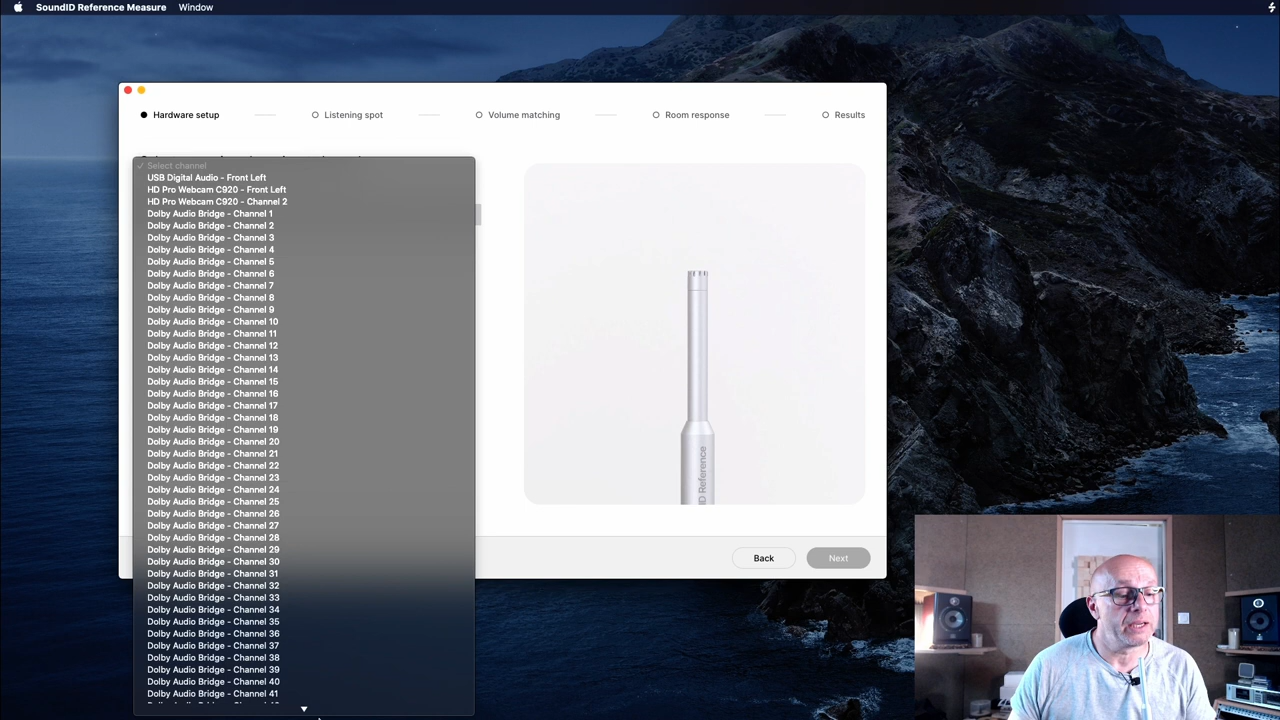 SoundID Reference Measure Window
Hardware setup
Listening spot
Volume matching
Room response
Results
Select channel
USB Digital Audio - Front Left
HD Pro Webcam C920 - Front Left
HD Pro Webcam C920 - Channel 2
Dolby Audio Bridge - Channel 1
Dolby Audio Bridge - Channel 2
Dolby Audio Bridge - Channel 3
Dolby Audio Bridge - Channel 4
Dolby Audio Bridge - Channel 5
Dolby Audio Bridge - Channel 6
Dolby Audio Bridge - Channel 7
Dolby Audio Bridge - Channel 8
Dolby Audio Bridge - Channel 9
Dolby Audio Bridge - Channel 10
Dolby Audio Bridge - Channel 11
Dolby Audio Bridge - Channel 12
Dolby Audio Bridge - Channel 13
Dolby Audio Bridge - Channel 14
Dolby Audio Bridge - Channel 15
Dolby Audio Bridge - Channel 16
Dolby Audio Bridge - Channel 17
Dolby Audio Bridge - Channel 18
Dolby Audio Bridge - Channel 19
Dolby Audio Bridge - Channel 20
Dolby Audio Bridge - Channel 21
Dolby Audio Bridge - Channel 22
Dolby Audio Bridge - Channel 23
Dolby Audio Bridge - Channel 24
Dolby Audio Bridge - Channel 25
Dolby Audio Bridge - Channel 26
Dolby Audio Bridge - Channel 27
Dolby Audio Bridge - Channel 28
Dolby Audio Bridge - Channel 29
Dolby Audio Bridge - Channel 30
Dolby Audio Bridge - Channel 31
Dolby Audio Bridge - Channel 32
Dolby Audio Bridge - Channel 33
Dolby Audio Bridge - Channel 34
Dolby Audio Bridge - Channel 35
Dolby Audio Bridge - Channel 36
Dolby Audio Bridge - Channel 37
Dolby Audio Bridge - Channel 38
Dolby Audio Bridge - Channel 39
Dolby Audio Bridge - Channel 40
Dolby Audio Bridge - Channel 41
ID Reference
Back
Next